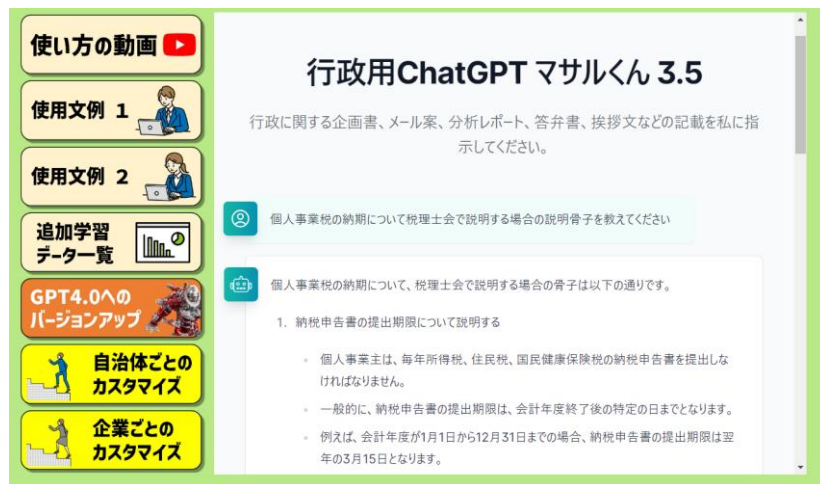 使い方の動画
使用文例 1
使用文例 2
追加学習
データ一覧
GPT4.0への
バージョンアップ
自治体ごとの
カスタマイズ
企業ごとの
カスタマイズ
行政用ChatGPT マサルくん 3.5
行政に関する企画書、メール案、分析レポート、答弁書、挨拶文などの記載を私に指
示してください。
個人事業税の納期について税理士会で説明する場合の説明骨子を教えてください
個人事業税の納期について、税理士会で説明する場合の骨子は以下の通りです。
1. 納税申告書の提出期限について説明する
個人事業主は、毎年所得税、住民税、国民健康保険税の納税申告書を提出しな
ければなりません。
一般的に、納税申告書の提出期限は、会計年度終了後の特定の日までとなります。
例えば、会計年度が1月1日から12月31日までの場合、納税申告書の提出期限は翌
年の3月15日となります。